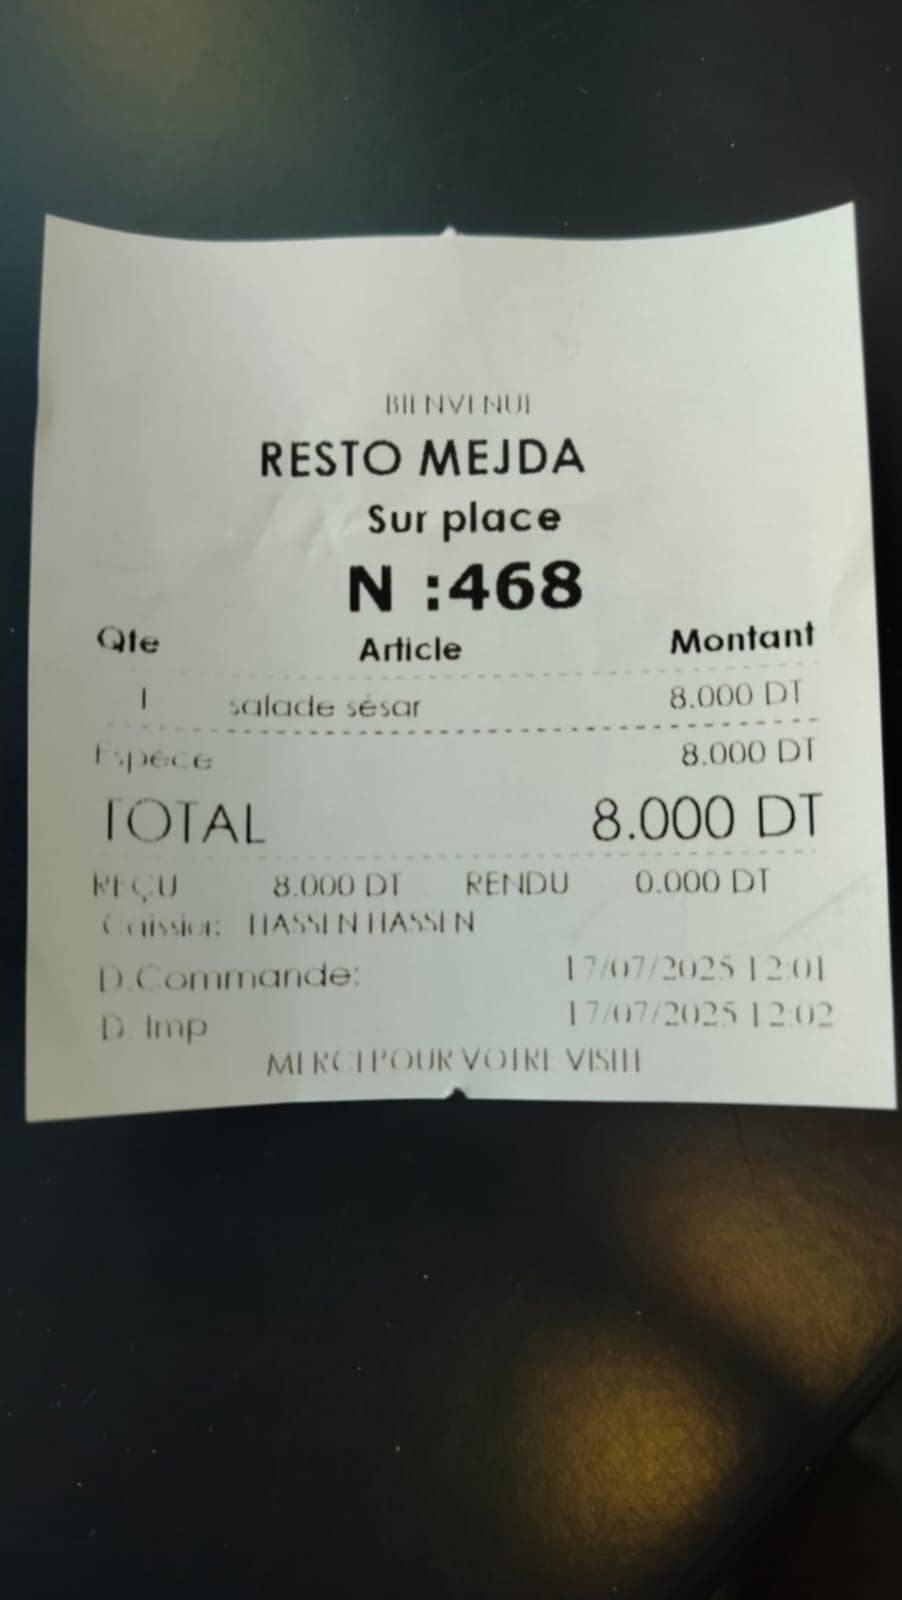 BIENVENUE
RESTO MEJDA
Sur place
N :468
Qte Article Montant
1 salade sésar 8.000 DT
Espèce 8.000 DT
TOTAL 8.000 DT
REÇU 8.000 DT RENDU 0.000 DT
Caissier: HASSEN HASSEN
D.Commande: 17/07/2025 12:01
D. Imp 17/07/2025 12:02
MERCI POUR VOTRE VISITE